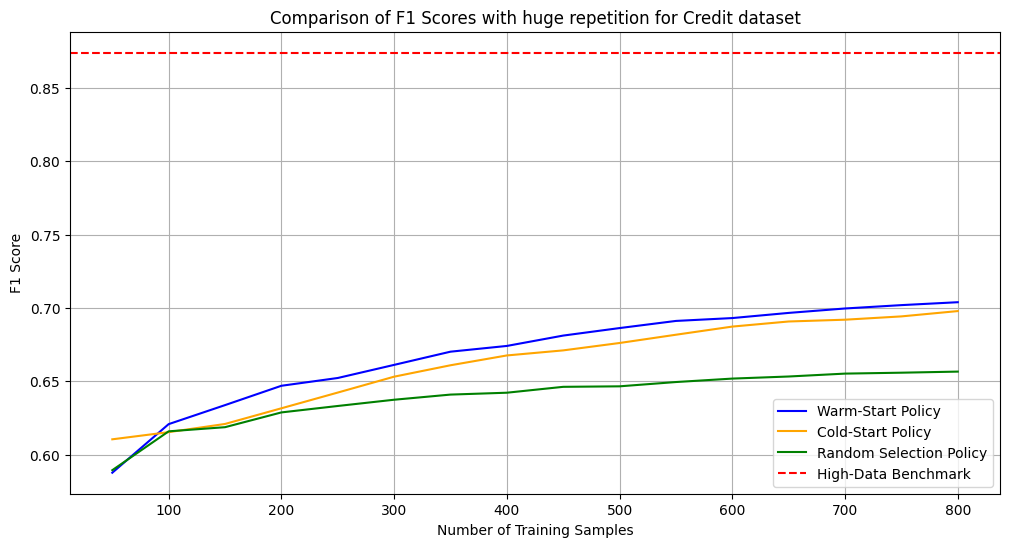 Comparison of F1 Scores with huge repetition for Credit dataset
F1 Score
0.85
0.80
0.75
0.70
0.65
0.60
Warm-Start Policy
Cold-Start Policy
Random Selection Policy
High-Data Benchmark
100 200 300 400 500 600 700 800
Number of Training Samples